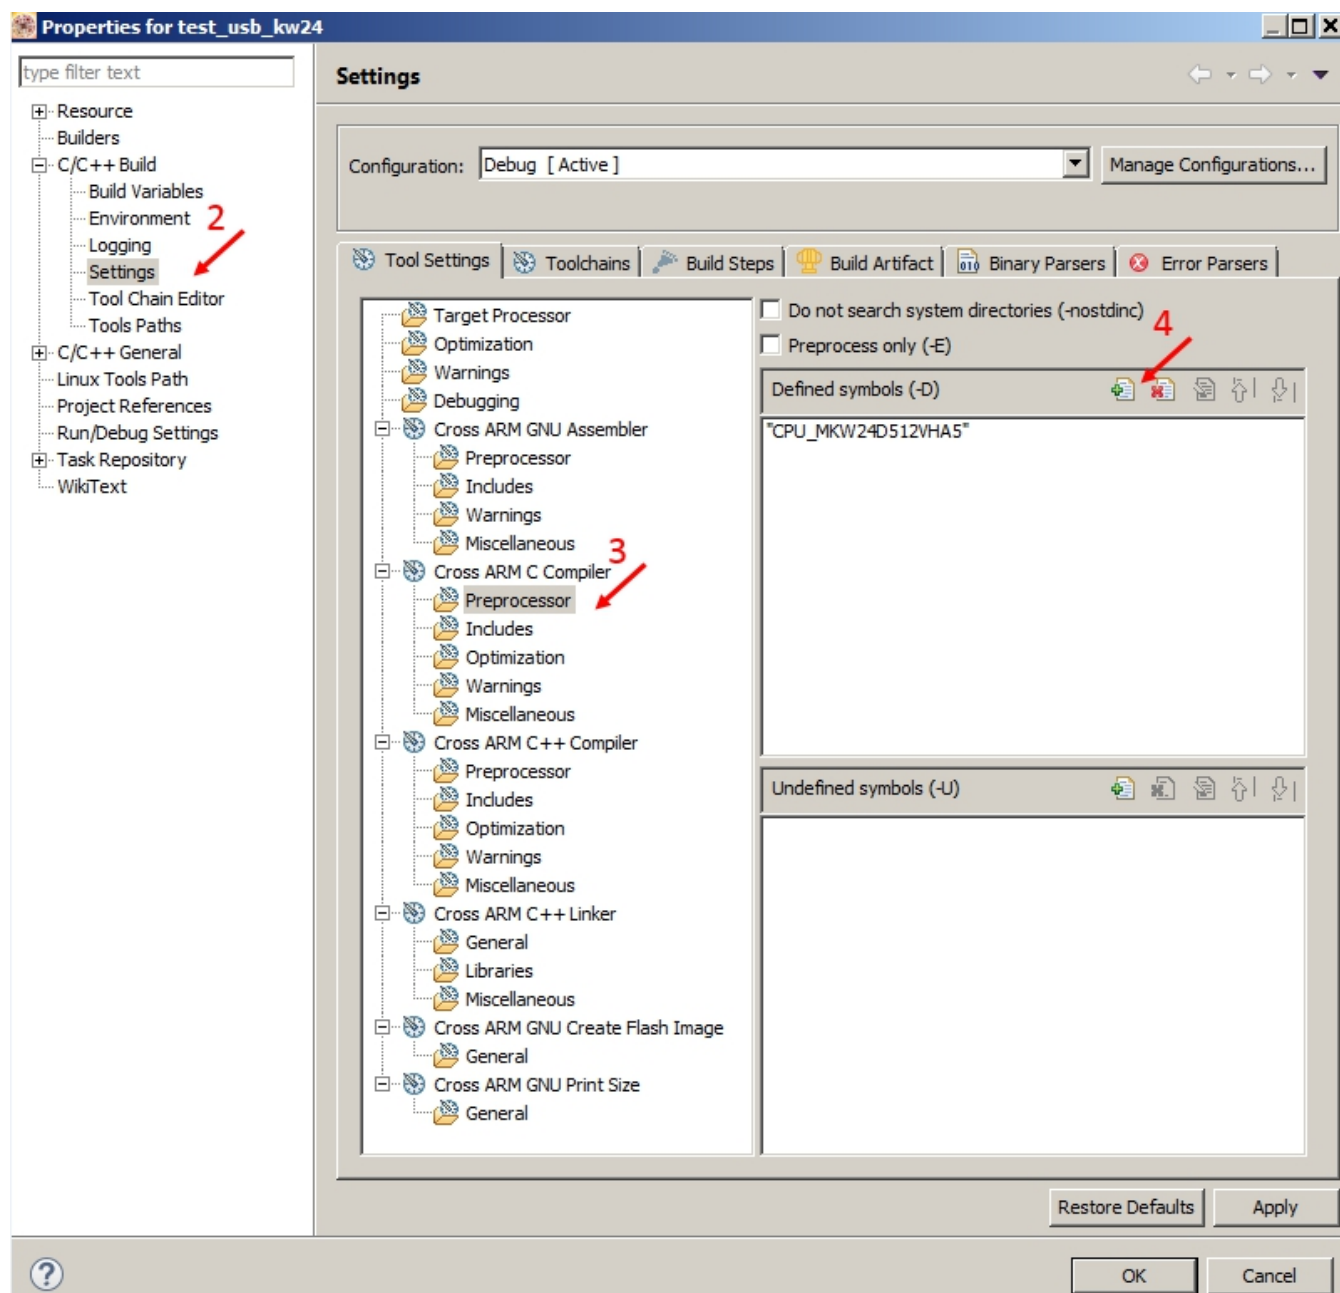 Properties for test_usb_kw24
type filter text
Resource
Builders
C/C++ Build
Build Variables
Environment
2
Logging
Settings
Tool Chain Editor
Tools Paths
C/C++ General
Linux Tools Path
Project References
Run/Debug Settings
Task Repository
WikiText
Settings
Configuration: Debug [ Active ] Manage Configurations...
Tool Settings Toolchains Build Steps Build Artifact Binary Parsers Error Parsers
Target Processor
Optimization
Warnings
Debugging
Cross ARM GNU Assembler
Preprocessor
Includes
Warnings
Miscellaneous
3
Cross ARM C Compiler
Preprocessor
Includes
Optimization
Warnings
Miscellaneous
Cross ARM C++ Compiler
Preprocessor
Includes
Optimization
Warnings
Miscellaneous
Cross ARM C++ Linker
General
Libraries
Miscellaneous
Cross ARM GNU Create Flash Image
General
Cross ARM GNU Print Size
General
Do not search system directories (-nostdinc)
4
Preprocess only (-E)
Defined symbols (-D)
"CPU_MKW24D512VHA5"
Undefined symbols (-U)
Restore Defaults Apply
? OK Cancel